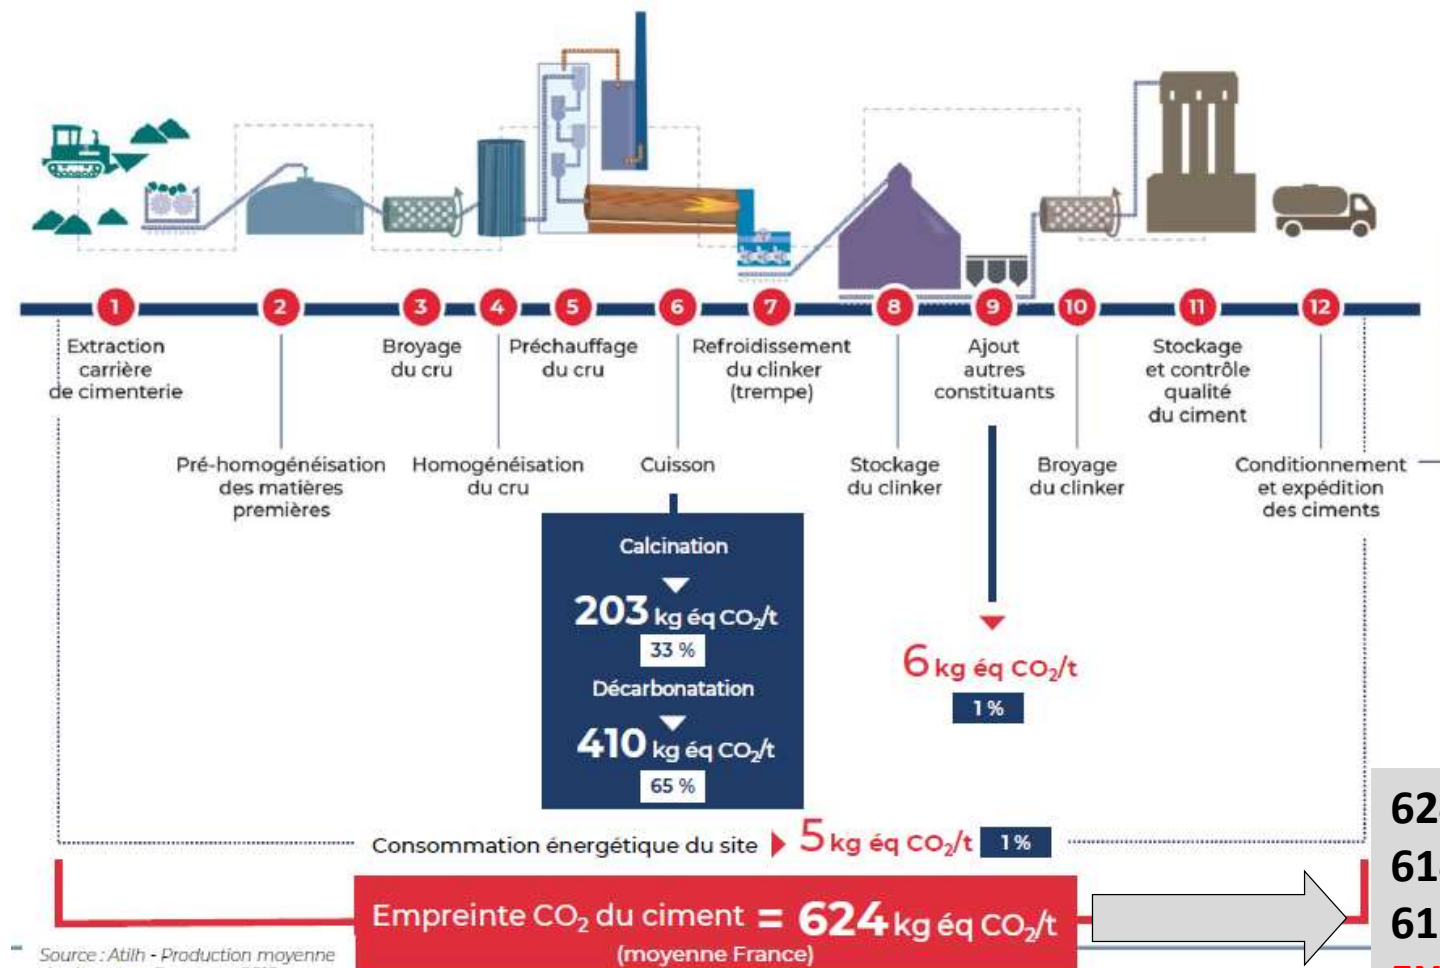 1
2
3
4
5
6
7
8
9
10
11
12
Extraction
carrière
de cimenterie
Broyage
du cru
Préchauffage
du cru
Refroidissement
du clinker
(trempe)
Ajout
autres
constituants
Stockage
et contrôle
qualité
du ciment
Pré-homogénéisation
des matières
premières
Homogénéisation
du cru
Cuisson
Stockage
du clinker
Broyage
du clinker
Conditionnement
et expédition
des ciments
Calcination
203 kg éq CO₂/t
33 %
Décarbonatation
410 kg éq CO₂/t
65 %
6 kg éq CO₂/t
1 %
Consommation énergétique du site 5 kg éq CO₂/t 1 %
Empreinte CO₂ du ciment = 624 kg éq CO₂/t
(moyenne France)
Source : Atilh - Production moyenne